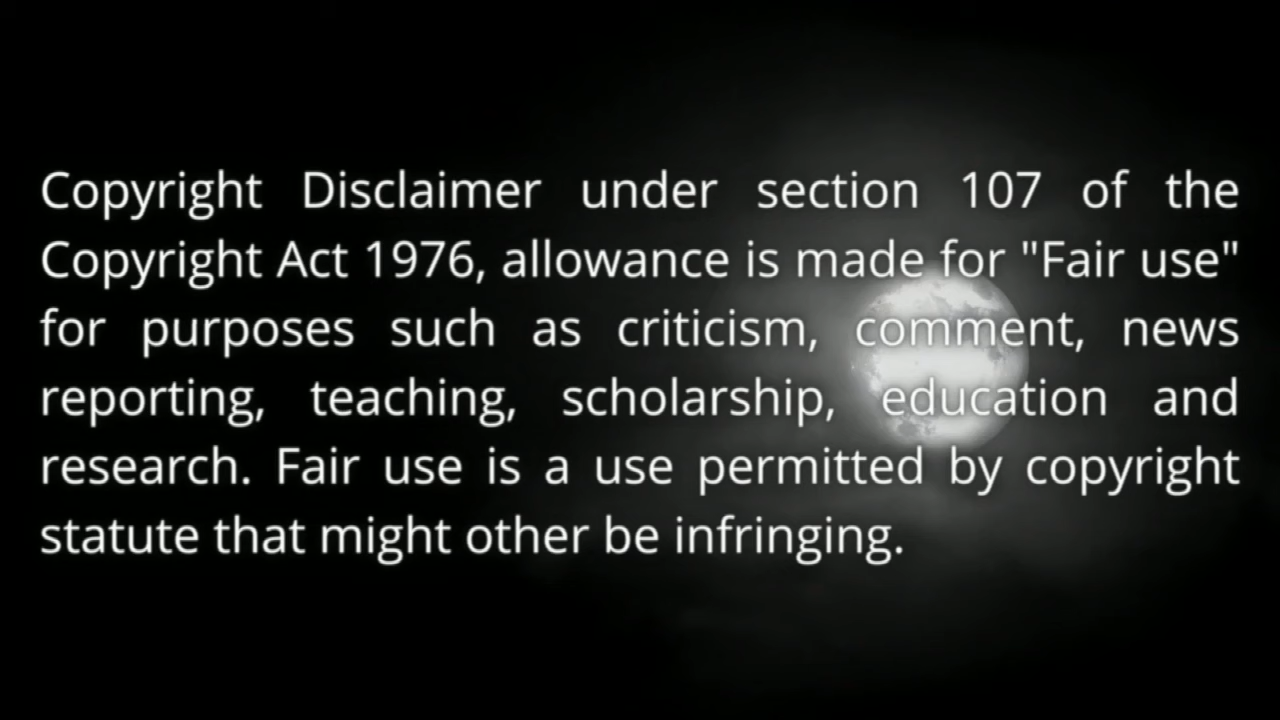 Copyright Disclaimer under section 107 of the
Copyright Act 1976, allowance is made for "Fair use"
for purposes such as criticism, comment, news
reporting, teaching, scholarship, education and
research. Fair use is a use permitted by copyright
statute that might other be infringing.